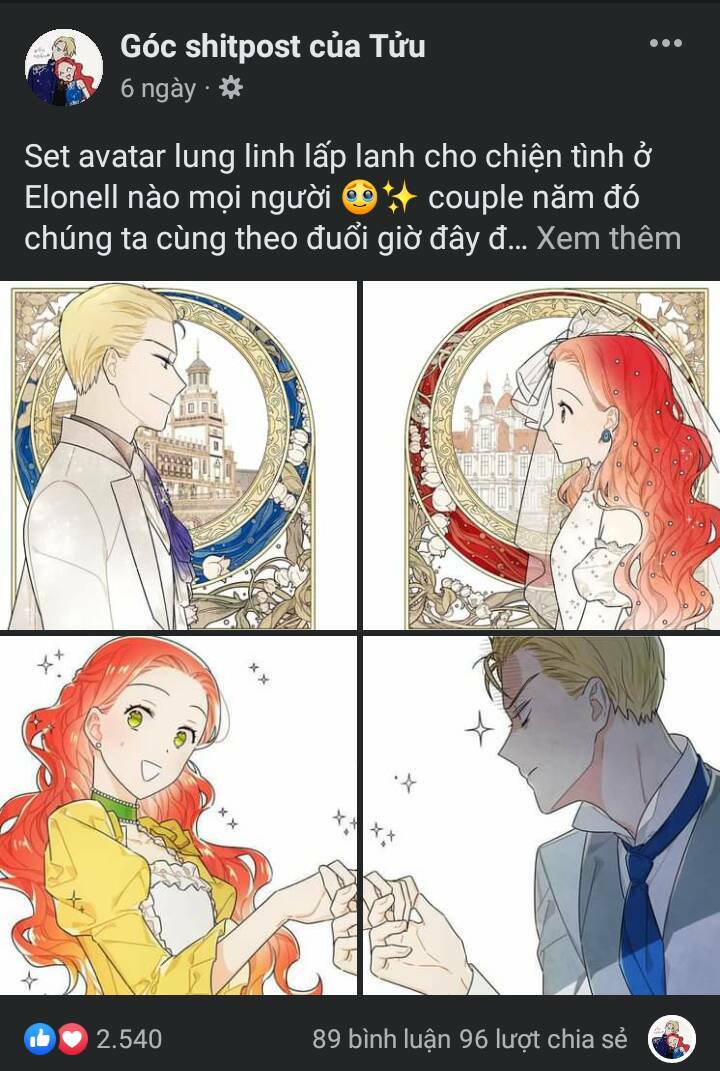 Góc shitpost của Tửu
6 ngày ·
Set avatar lung linh lấp lanh cho chiện tình ở
Elonell nào mọi người 🥹✨ couple năm đó
chúng ta cùng theo đuổi giờ đây đ... Xem thêm
2.540
89 bình luận 96 lượt chia sẻ